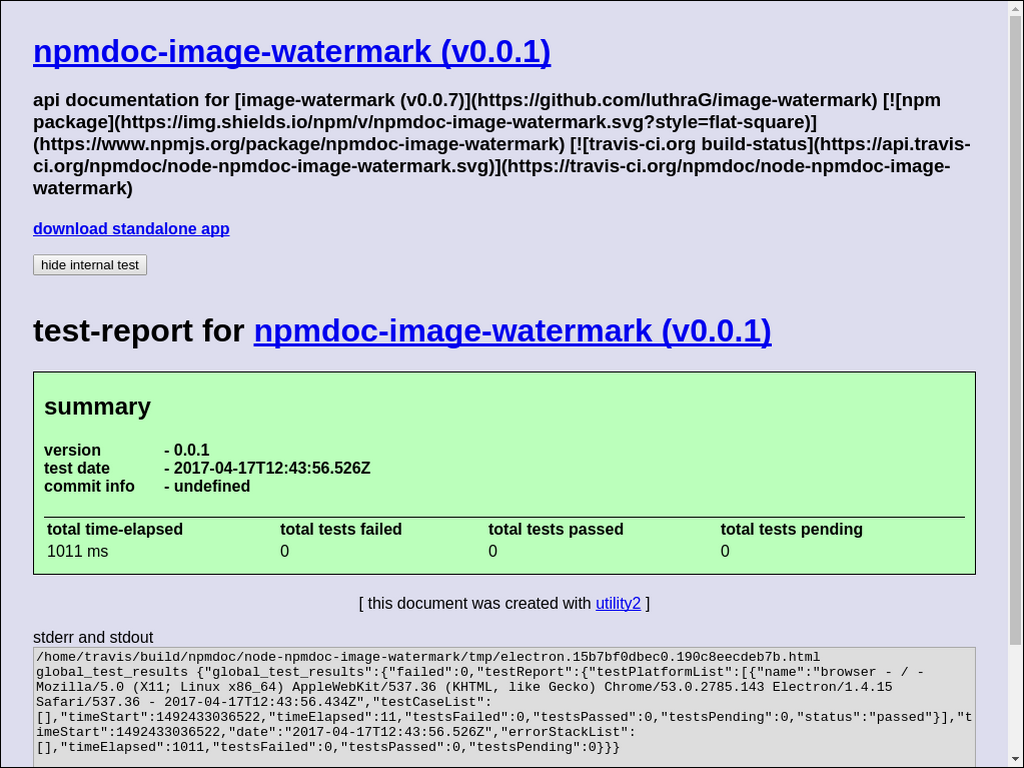 npmdoc-image-watermark (v0.0.1)
api documentation for [image-watermark (v0.0.7)](https://github.com/luthraG/image-watermark) [![npm
package](https://img.shields.io/npm/v/npmdoc-image-watermark.svg?style=flat-square)]
(https://www.npmjs.org/package/npmdoc-image-watermark) [![travis-ci.org build-status](https://api.travis-
ci.org/npmdoc/node-npmdoc-image-watermark.svg)](https://travis-ci.org/npmdoc/node-npmdoc-image-
watermark)
download standalone app
hide internal test
test-report for npmdoc-image-watermark (v0.0.1)
summary
version - 0.0.1
test date - 2017-04-17T12:43:56.526Z
commit info - undefined
total time-elapsed total tests failed total tests passed total tests pending
1011 ms 0 0 0
[ this document was created with utility2 ]
stderr and stdout
/home/travis/build/npmdoc/node-npmdoc-image-watermark/tmp/electron.15b7bf0dbec0.190c8eecdeb7b.html
global_test_results {"global_test_results":{"failed":0,"testReport":{"testPlatformList":[{"name":"browser - / -
Mozilla/5.0 (X11; Linux x86_64) AppleWebKit/537.36 (KHTML, like Gecko) Chrome/53.0.2785.143 Electron/1.4.15
Safari/537.36 - 2017-04-17T12:43:56.434Z","testCaseList":
[],"timeStart":1492433036522,"timeElapsed":11,"testsFailed":0,"testsPassed":0,"testsPending":0,"status":"passed"}],"t
imeStart":1492433036522,"date":"2017-04-17T12:43:56.526Z","errorStackList":
[],"timeElapsed":1011,"testsFailed":0,"testsPassed":0,"testsPending":0}}}